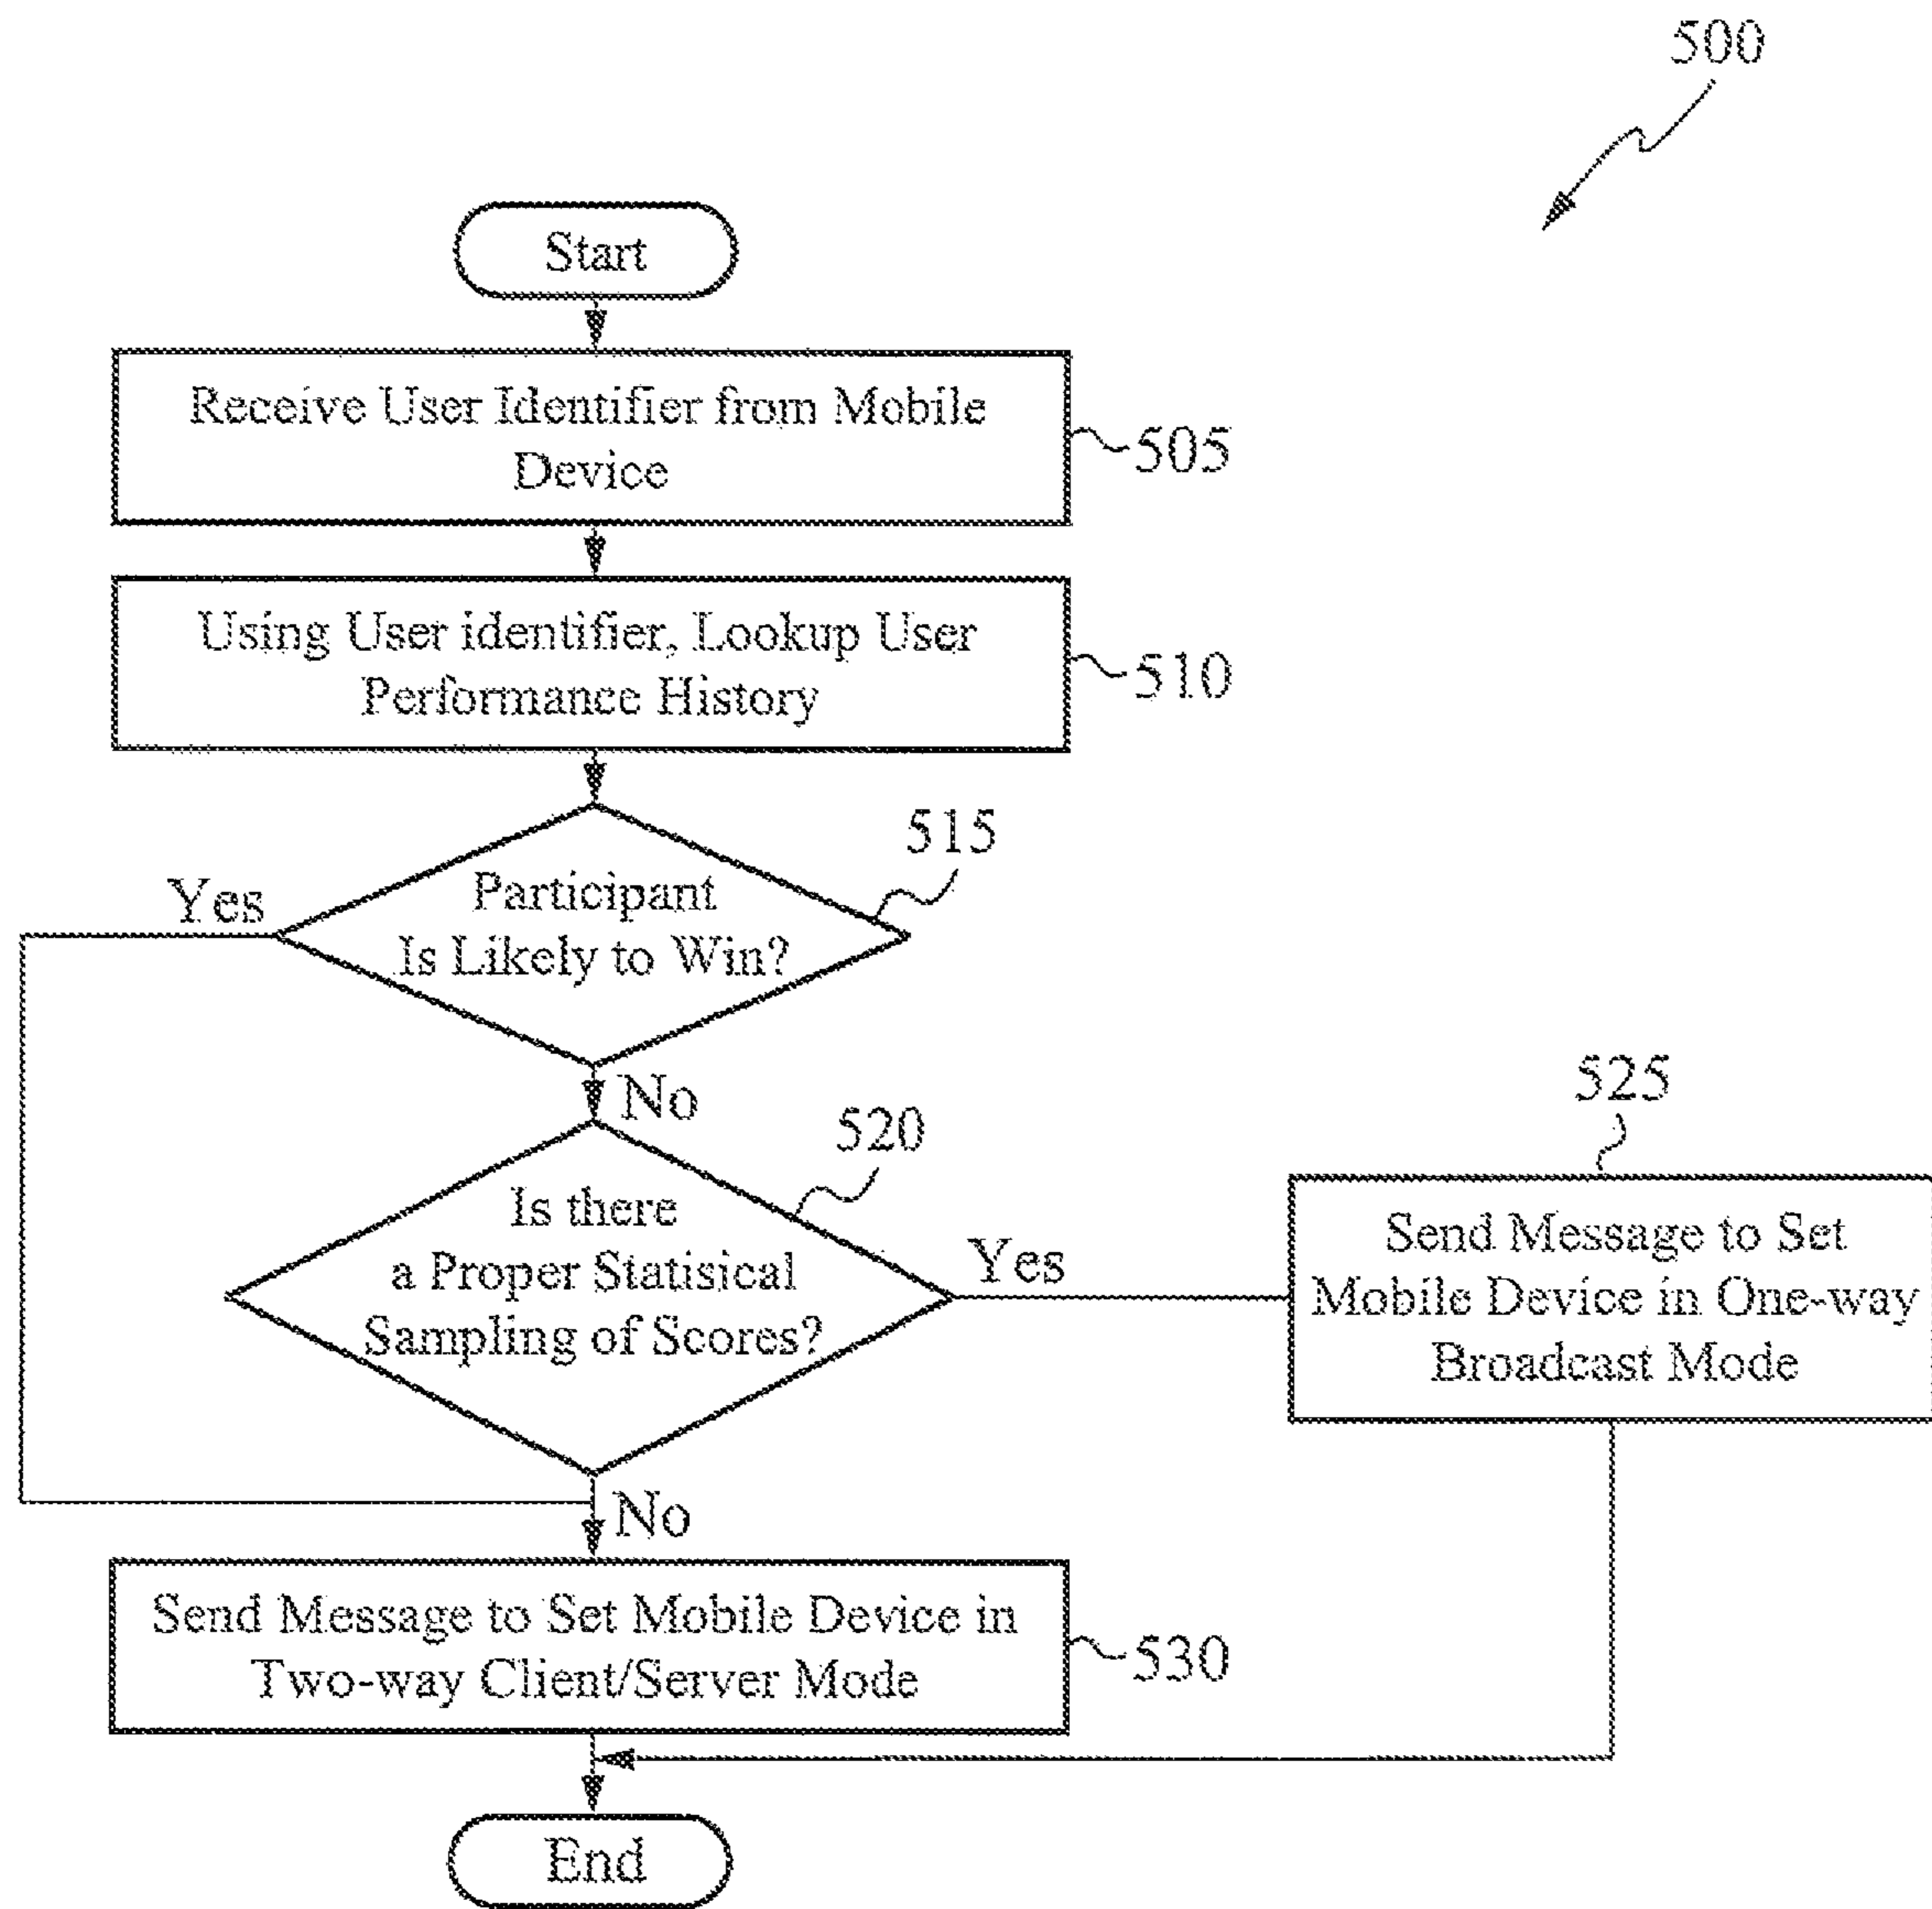 500
Start
Receive User Identifier from Mobile
Device
505
Using User identifier, Lookup User
Performance History
510
515
Yes
Participant
Is Likely to Win?
No
520
525
Is there
a Proper Statisical
Sampling of Scores?
Yes
Send Message to Set
Mobile Device in One-way
Broadcast Mode
No
Send Message to Set Mobile Device in
Two-way Client/Server Mode
530
End